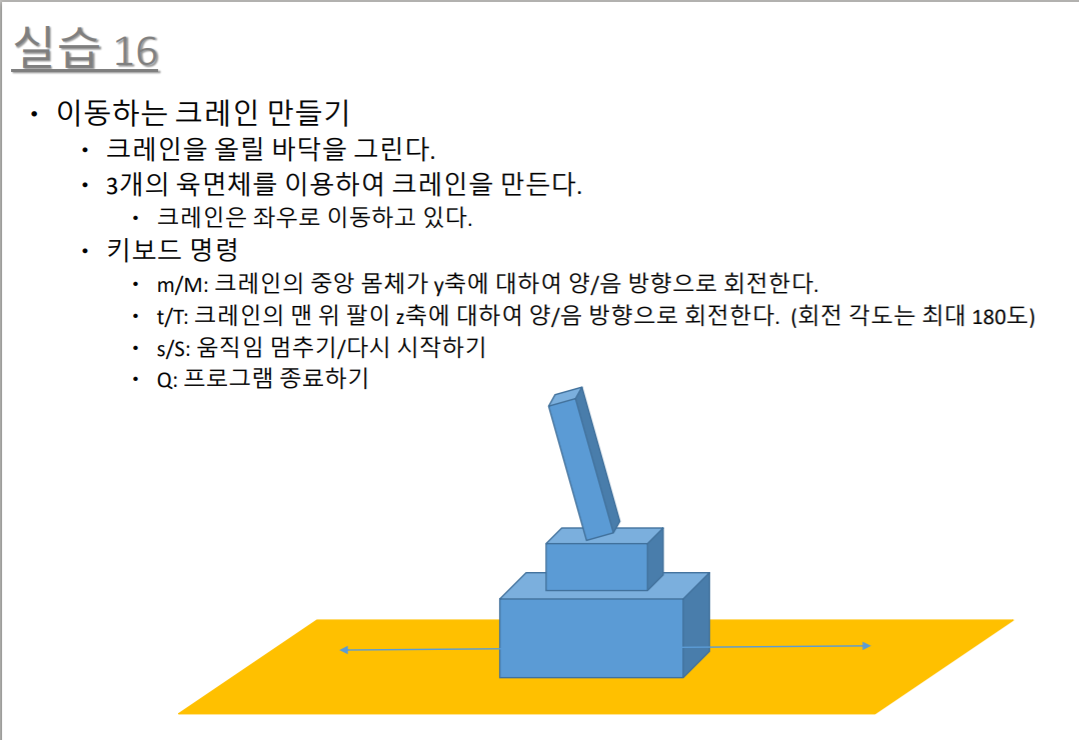 실습 16
• 이동하는 크레인 만들기
• 크레인을 올릴 바닥을 그린다.
• 3개의 육면체를 이용하여 크레인을 만든다.
• 크레인은 좌우로 이동하고 있다.
• 키보드 명령
• m/M: 크레인의 중앙 몸체가 y축에 대하여 양/음 방향으로 회전한다.
• t/T: 크레인의 맨 위 팔이 z축에 대하여 양/음 방향으로 회전한다. (회전 각도는 최대 180도)
• s/S: 움직임 멈추기/다시 시작하기
• Q: 프로그램 종료하기